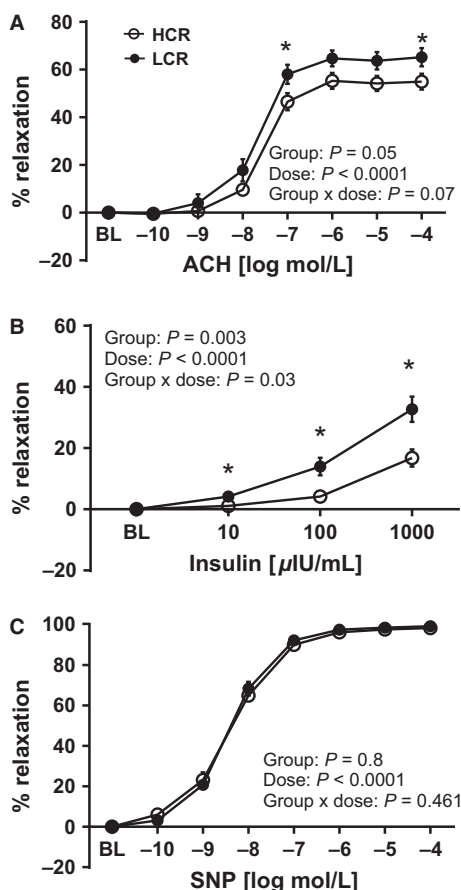 A
HCR
LCR
% relaxation
80
60
40
20
0
−20
*
*
Group: P = 0.05
Dose: P < 0.0001
Group x dose: P = 0.07
BL −10 −9 −8 −7 −6 −5 −4
ACH [log mol/L]
B
% relaxation
60
40
20
0
−20
Group: P = 0.003
Dose: P < 0.0001
Group x dose: P = 0.03
*
*
*
BL 10 100 1000
Insulin [µIU/mL]
C
% relaxation
100
80
60
40
20
0
−20
Group: P = 0.8
Dose: P < 0.0001
Group x dose: P = 0.461
BL −10 −9 −8 −7 −6 −5 −4
SNP [log mol/L]